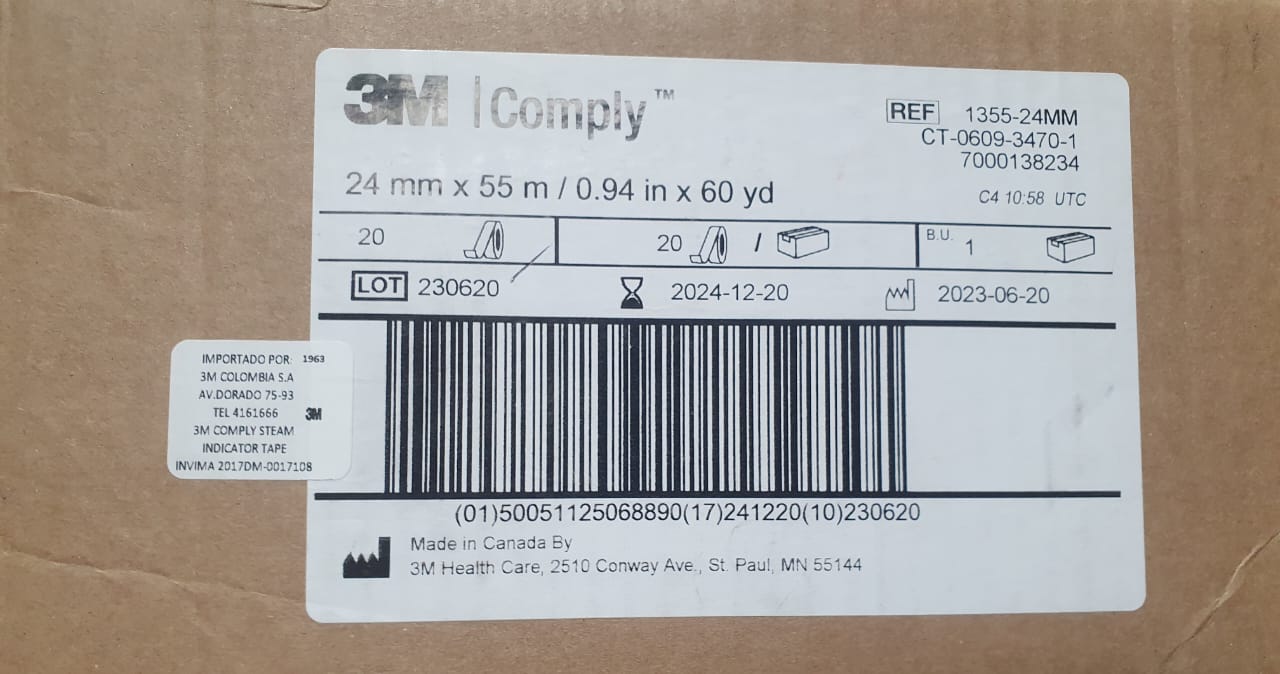 3M | Comply™
REF 1355-24MM
CT-0609-3470-1
7000138234
24 mm x 55 m / 0.94 in x 60 yd
C4 10:58 UTC
20 20 / B.U. 1
LOT 230620 2024-12-20 2023-06-20
IMPORTADO POR: 1963
3M COLOMBIA S.A
AV.DORADO 75-93
TEL 4161666 3M
3M COMPLY STEAM
INDICATOR TAPE
INVIMA 2017DM-0017108
(01)50051125068890(17)241220(10)230620
Made in Canada By
3M Health Care, 2510 Conway Ave., St. Paul, MN 55144